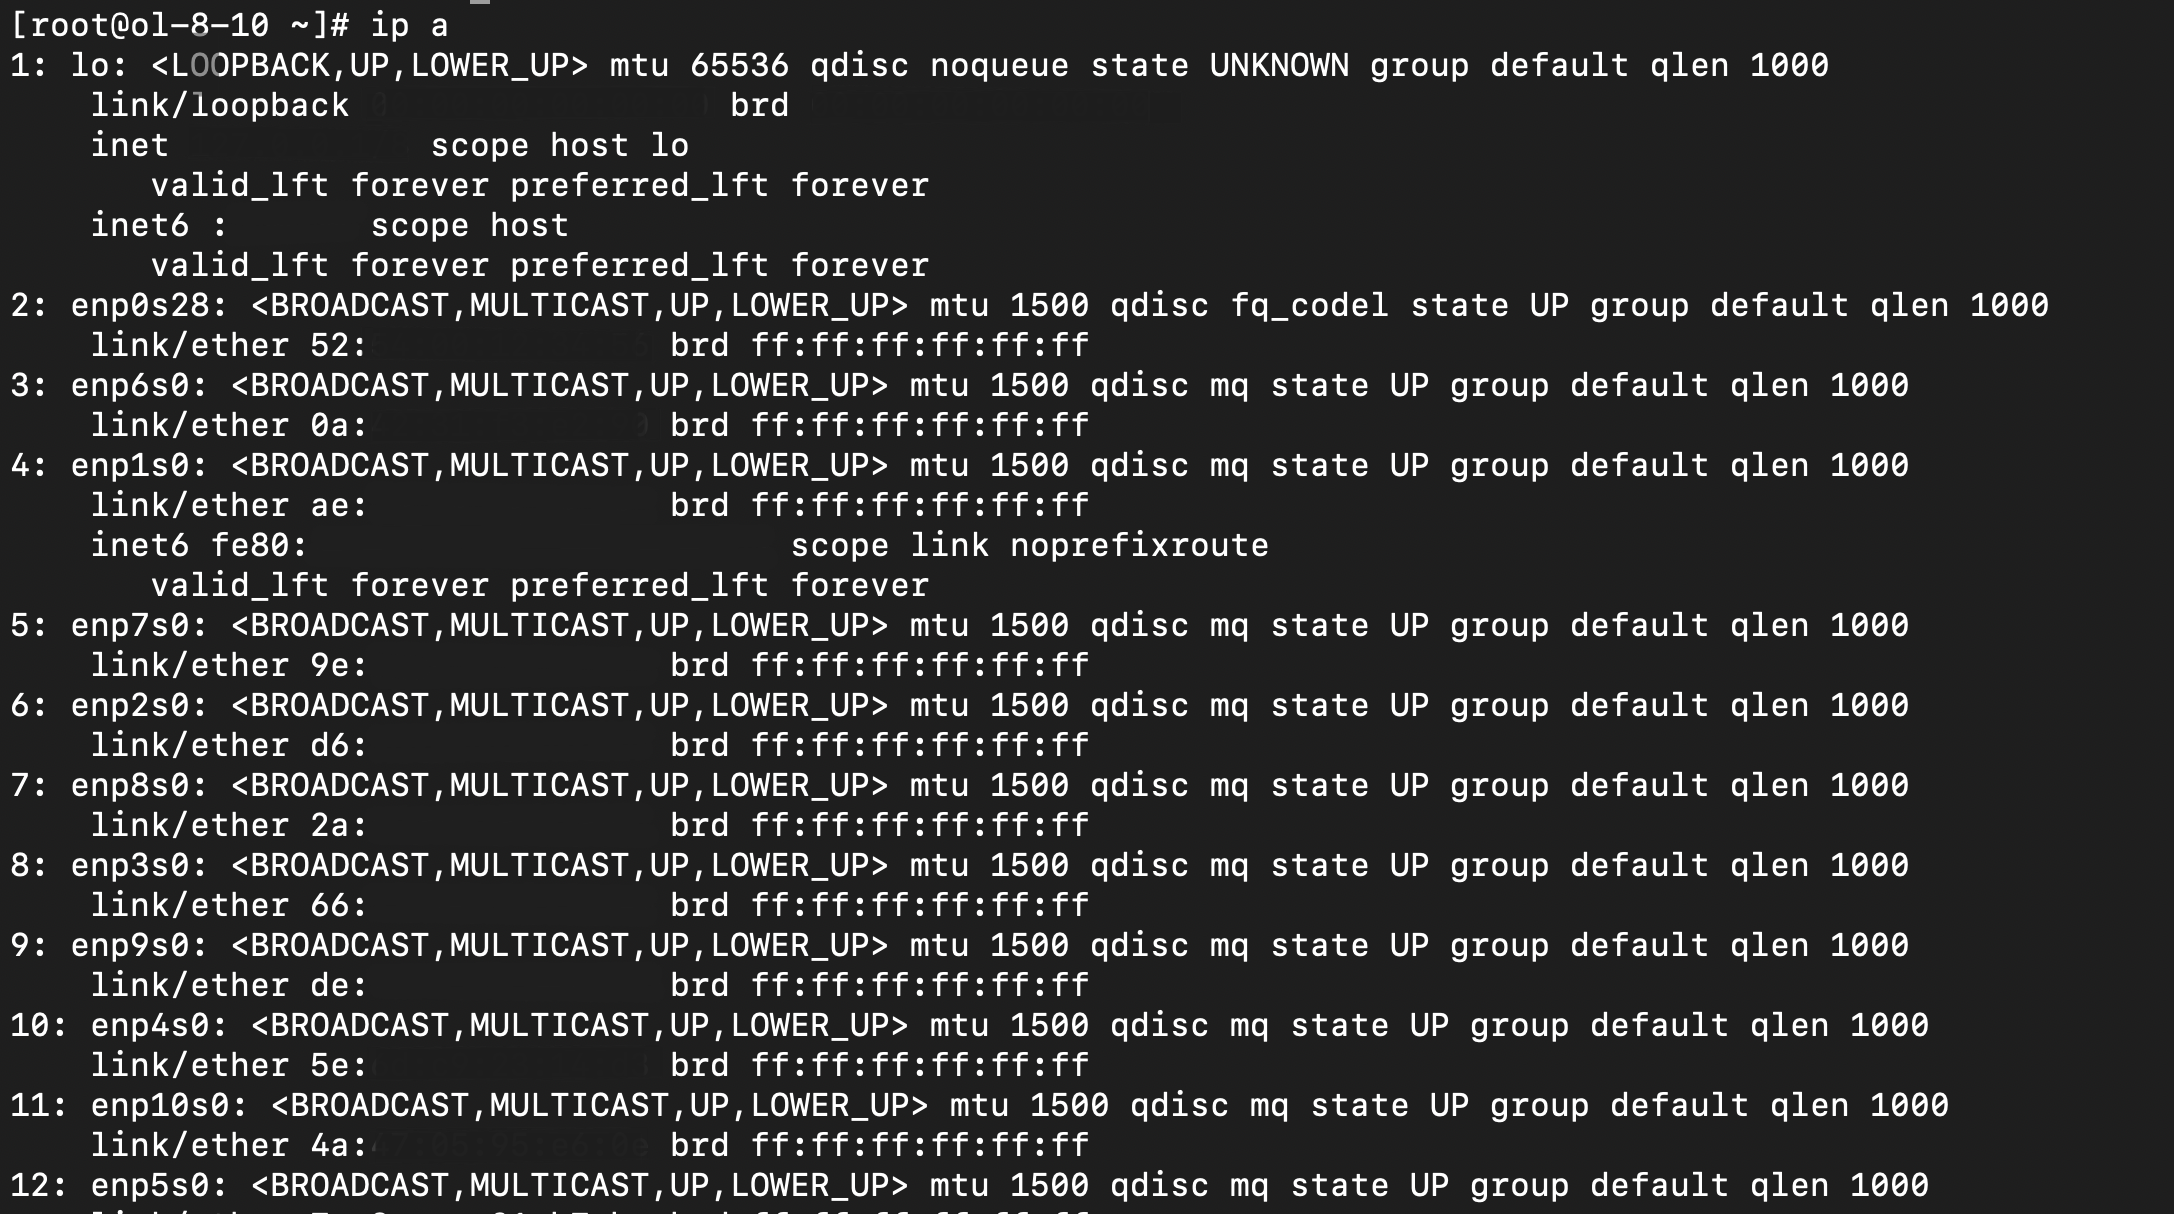 [root@ol-8-10 ~]# ip a
1: lo: <LOOPBACK,UP,LOWER_UP> mtu 65536 qdisc noqueue state UNKNOWN group default qlen 1000
link/loopback brd
inet scope host lo
valid_lft forever preferred_lft forever
inet6 : scope host
valid_lft forever preferred_lft forever
2: enp0s28: <BROADCAST,MULTICAST,UP,LOWER_UP> mtu 1500 qdisc fq_codel state UP group default qlen 1000
link/ether 52: brd ff:ff:ff:ff:ff:ff
3: enp6s0: <BROADCAST,MULTICAST,UP,LOWER_UP> mtu 1500 qdisc mq state UP group default qlen 1000
link/ether 0a: brd ff:ff:ff:ff:ff:ff
4: enp1s0: <BROADCAST,MULTICAST,UP,LOWER_UP> mtu 1500 qdisc mq state UP group default qlen 1000
link/ether ae: brd ff:ff:ff:ff:ff:ff
inet6 fe80: scope link noprefixroute
valid_lft forever preferred_lft forever
5: enp7s0: <BROADCAST,MULTICAST,UP,LOWER_UP> mtu 1500 qdisc mq state UP group default qlen 1000
link/ether 9e: brd ff:ff:ff:ff:ff:ff
6: enp2s0: <BROADCAST,MULTICAST,UP,LOWER_UP> mtu 1500 qdisc mq state UP group default qlen 1000
link/ether d6: brd ff:ff:ff:ff:ff:ff
7: enp8s0: <BROADCAST,MULTICAST,UP,LOWER_UP> mtu 1500 qdisc mq state UP group default qlen 1000
link/ether 2a: brd ff:ff:ff:ff:ff:ff
8: enp3s0: <BROADCAST,MULTICAST,UP,LOWER_UP> mtu 1500 qdisc mq state UP group default qlen 1000
link/ether 66: brd ff:ff:ff:ff:ff:ff
9: enp9s0: <BROADCAST,MULTICAST,UP,LOWER_UP> mtu 1500 qdisc mq state UP group default qlen 1000
link/ether de: brd ff:ff:ff:ff:ff:ff
10: enp4s0: <BROADCAST,MULTICAST,UP,LOWER_UP> mtu 1500 qdisc mq state UP group default qlen 1000
link/ether 5e: brd ff:ff:ff:ff:ff:ff
11: enp10s0: <BROADCAST,MULTICAST,UP,LOWER_UP> mtu 1500 qdisc mq state UP group default qlen 1000
link/ether 4a: brd ff:ff:ff:ff:ff:ff
12: enp5s0: <BROADCAST,MULTICAST,UP,LOWER_UP> mtu 1500 qdisc mq state UP group default qlen 1000